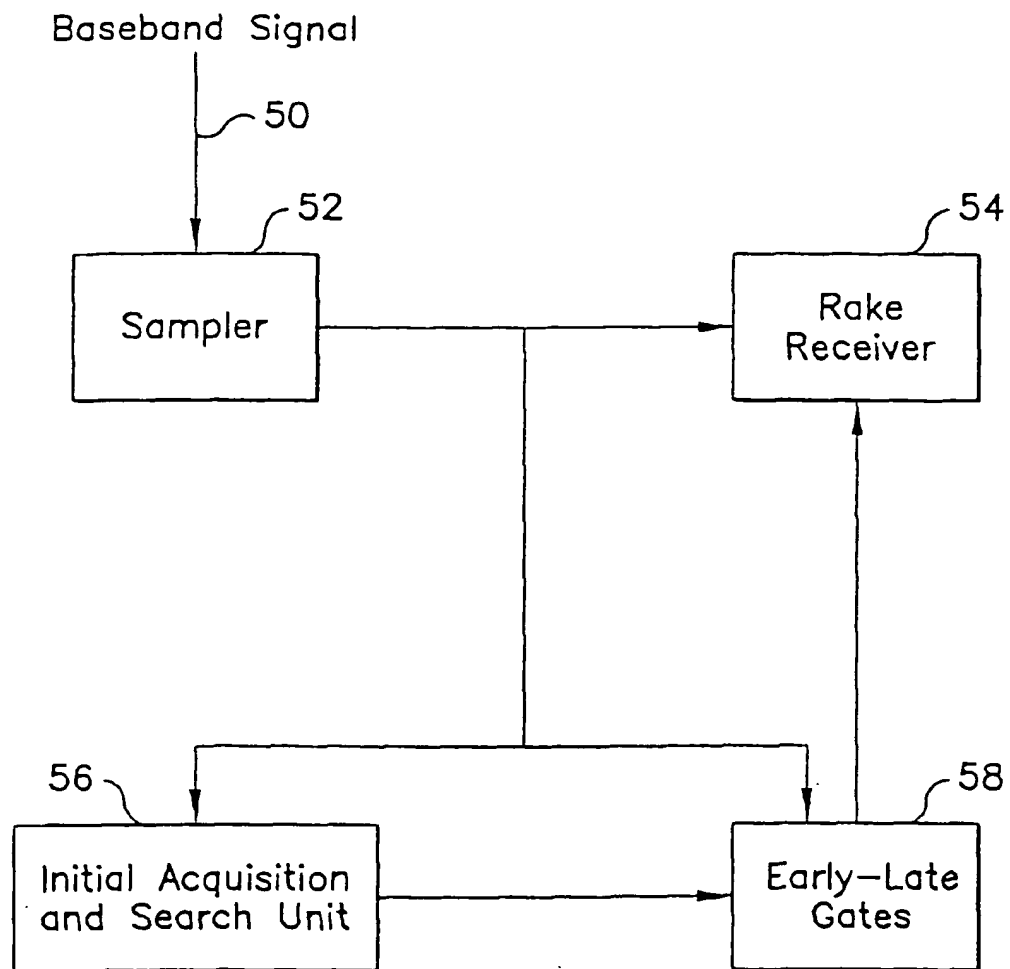 Baseband Signal
50
52
54
Sampler
Rake
Receiver
56
58
Initial Acquisition
and Search Unit
Early-Late
Gates